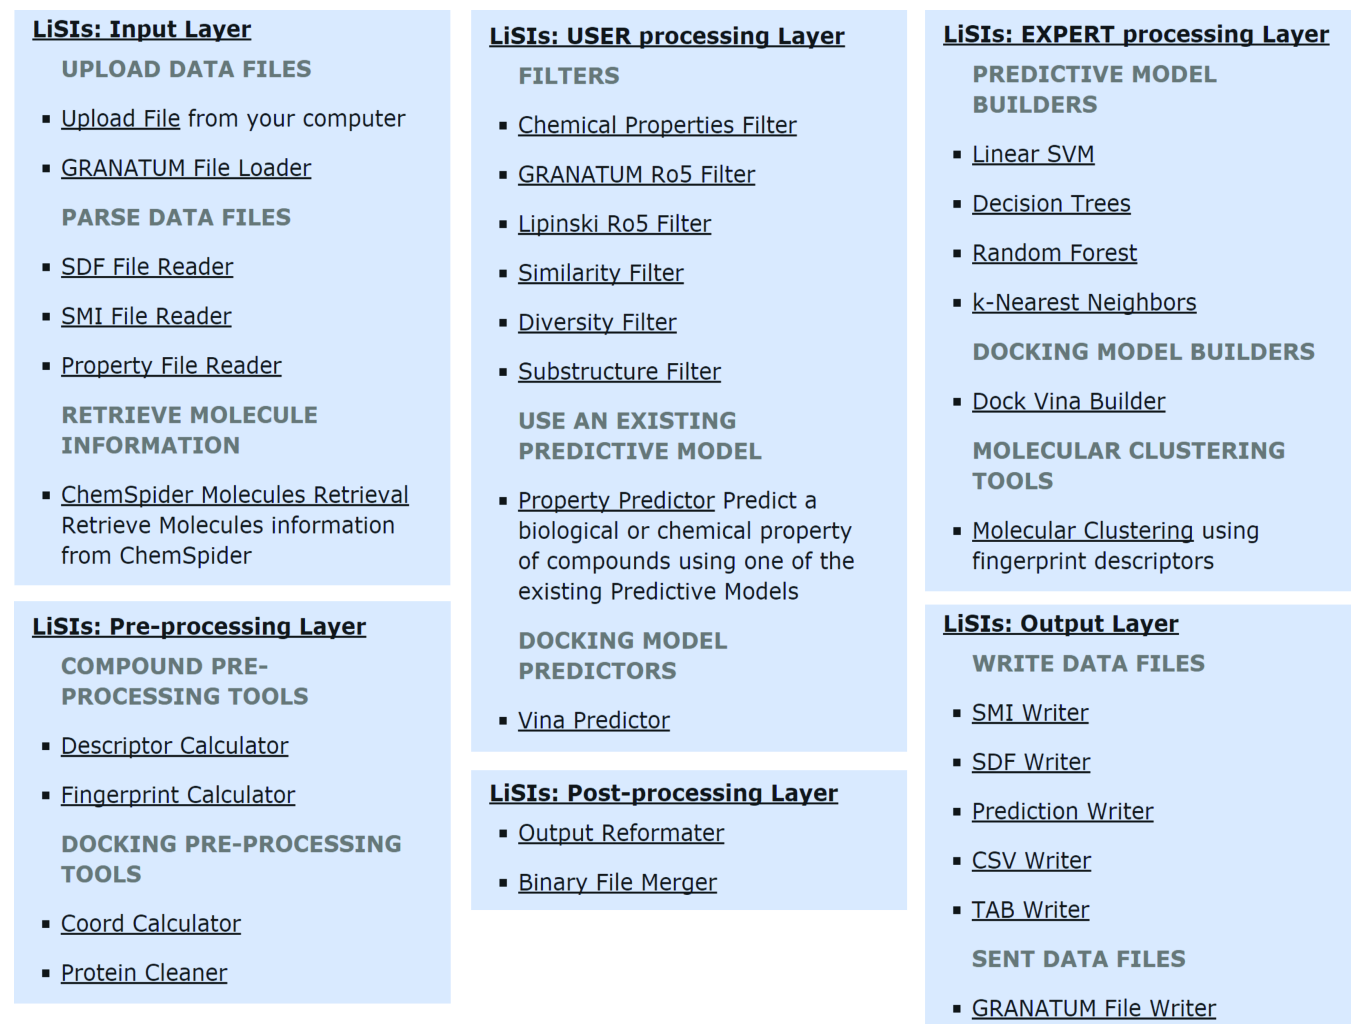 LiSIs: Input Layer
UPLOAD DATA FILES
Upload File from your computer
GRANATUM File Loader
PARSE DATA FILES
SDF File Reader
SMI File Reader
Property File Reader
RETRIEVE MOLECULE
INFORMATION
ChemSpider Molecules Retrieval
Retrieve Molecules information
from ChemSpider
LiSIs: Pre-processing Layer
COMPOUND PRE-
PROCESSING TOOLS
Descriptor Calculator
Fingerprint Calculator
DOCKING PRE-PROCESSING
TOOLS
Coord Calculator
Protein Cleaner
LiSIs: USER processing Layer
FILTERS
Chemical Properties Filter
GRANATUM Ro5 Filter
Lipinski Ro5 Filter
Similarity Filter
Diversity Filter
Substructure Filter
USE AN EXISTING
PREDICTIVE MODEL
Property Predictor Predict a
biological or chemical property
of compounds using one of the
existing Predictive Models
DOCKING MODEL
PREDICTORS
Vina Predictor
LiSIs: Post-processing Layer
Output Reformater
Binary File Merger
LiSIs: EXPERT processing Layer
PREDICTIVE MODEL
BUILDERS
Linear SVM
Decision Trees
Random Forest
k-Nearest Neighbors
DOCKING MODEL BUILDERS
Dock Vina Builder
MOLECULAR CLUSTERING
TOOLS
Molecular Clustering using
fingerprint descriptors
LiSIs: Output Layer
WRITE DATA FILES
SMI Writer
SDF Writer
Prediction Writer
CSV Writer
TAB Writer
SENT DATA FILES
GRANATUM File Writer